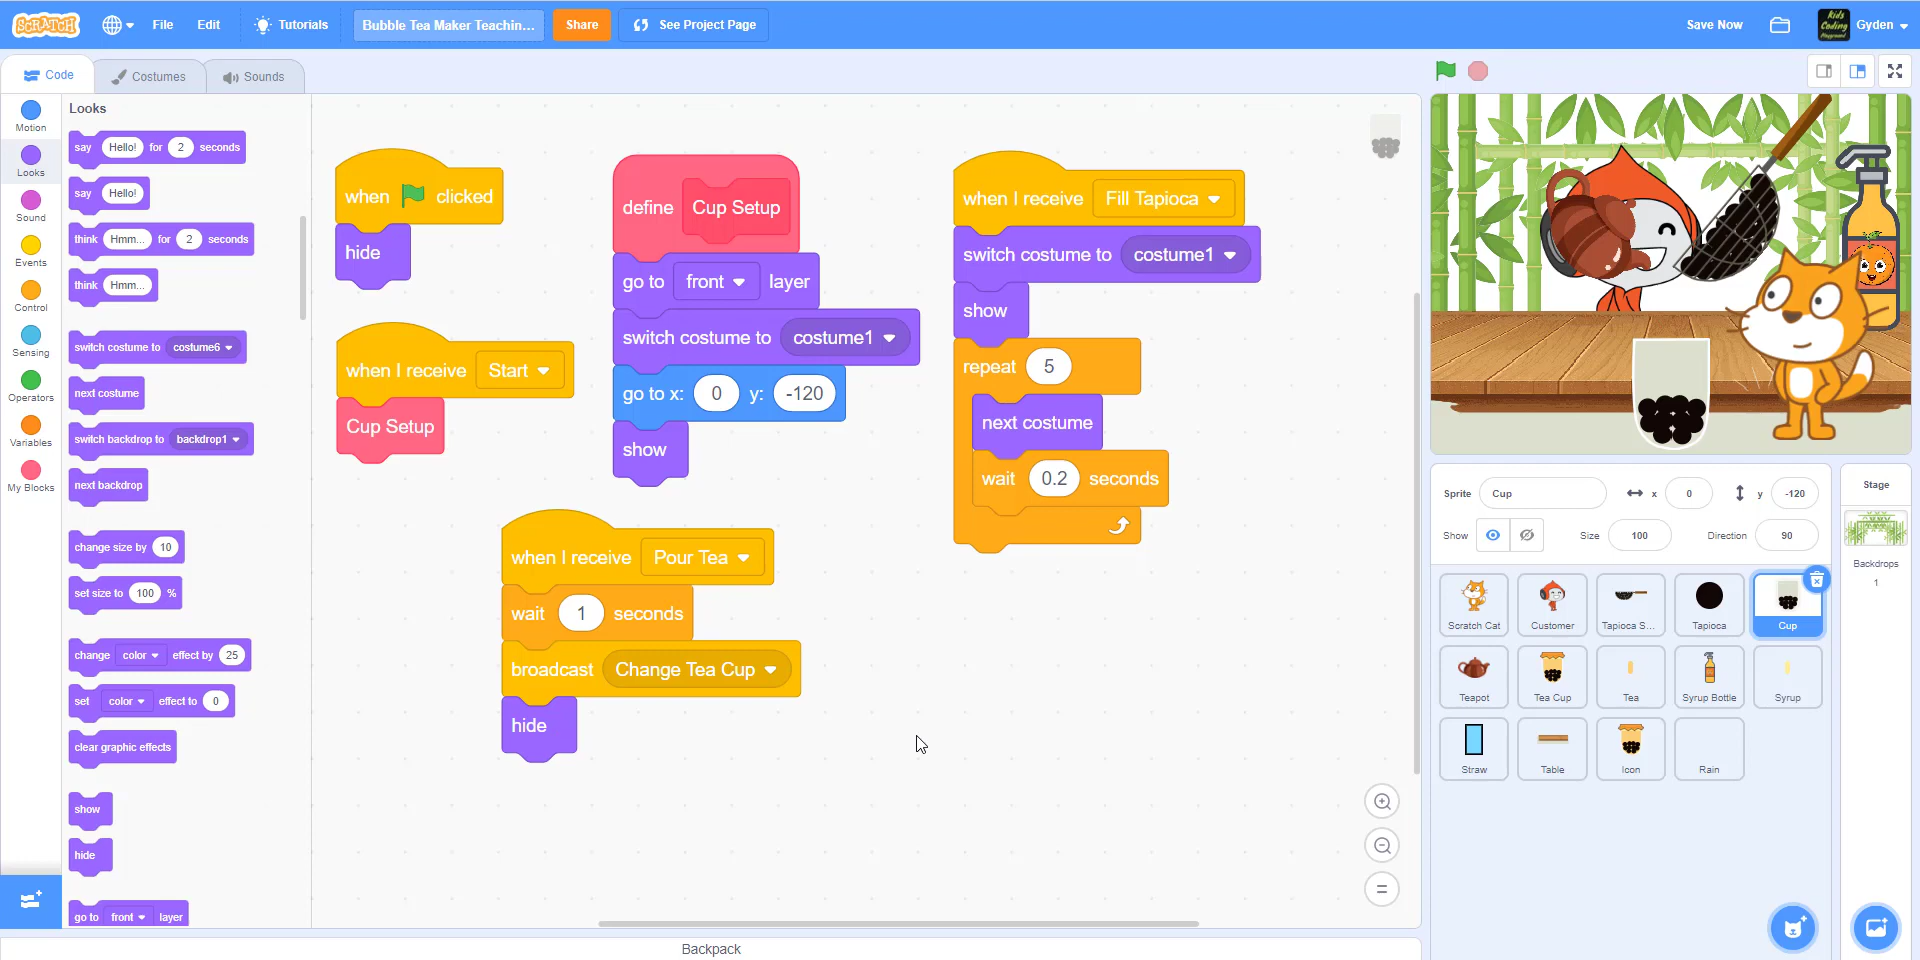 SCRATCH
File
Edit
Tutorials
Bubble Tea Maker Teachin...
Share
See Project Page
Save Now
Kids
Coding
Playground
Gyden
Code
Costumes
Sounds
Motion
Looks
Sound
Events
Control
Sensing
Operators
Variables
My Blocks
Looks
say Hello! for 2 seconds
say Hello!
think Hmm... for 2 seconds
think Hmm...
switch costume to costume6
next costume
switch backdrop to backdrop1
next backdrop
change size by 10
set size to 100 %
change color effect by 25
set color effect to 0
clear graphic effects
show
hide
go to front layer
when clicked
hide
when I receive Start
Cup Setup
define Cup Setup
go to front layer
switch costume to costume1
go to x: 0 y: -120
show
when I receive Pour Tea
wait 1 seconds
broadcast Change Tea Cup
hide
when I receive Fill Tapioca
switch costume to costume1
show
repeat 5
next costume
wait 0.2 seconds
Backpack
Sprite Cup x 0 y -120
Show Size 100 Direction 90
Scratch Cat
Customer
Tapioca S...
Tapioca
Cup
Teapot
Tea Cup
Tea
Syrup Bottle
Syrup
Straw
Table
Icon
Rain
Stage
Backdrops
1